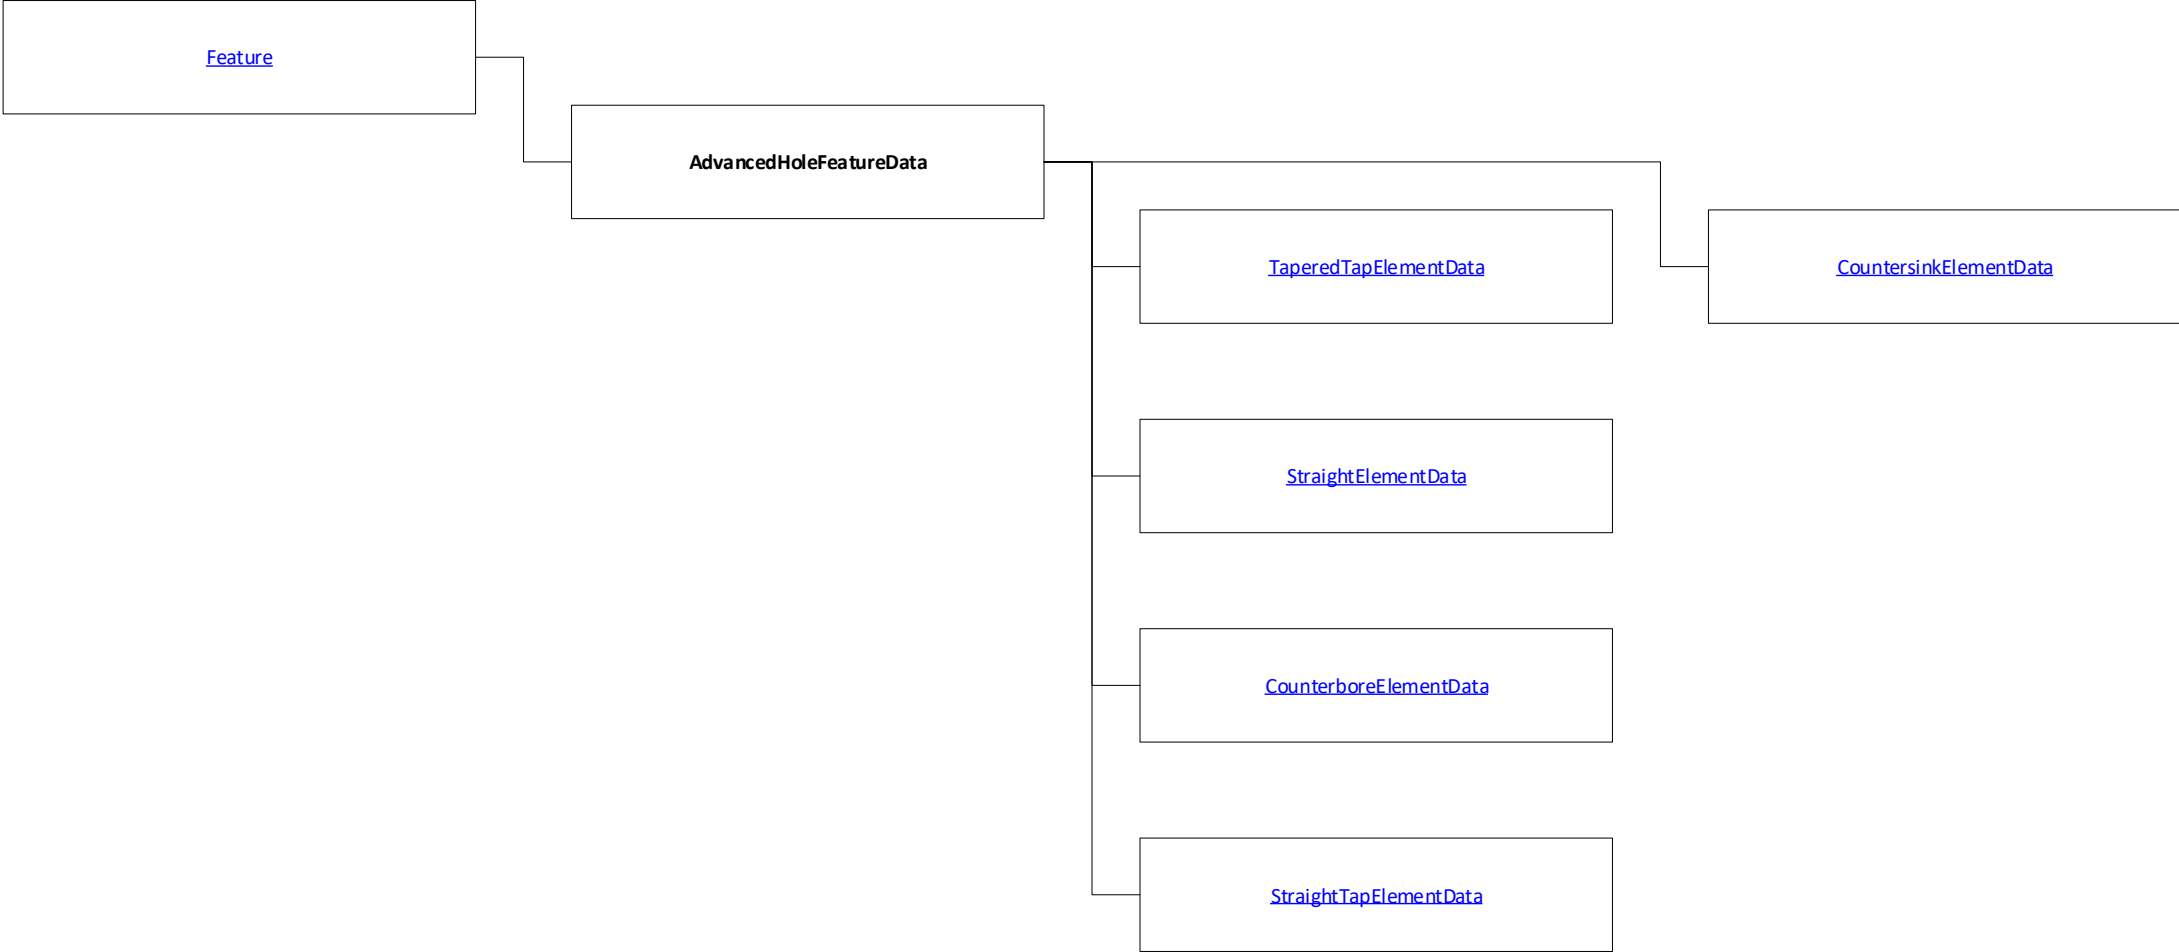 Feature
AdvancedHoleFeatureData
TaperedTapElementData
CountersinkElementData
StraightElementData
CounterboreElementData
StraightTapElementData